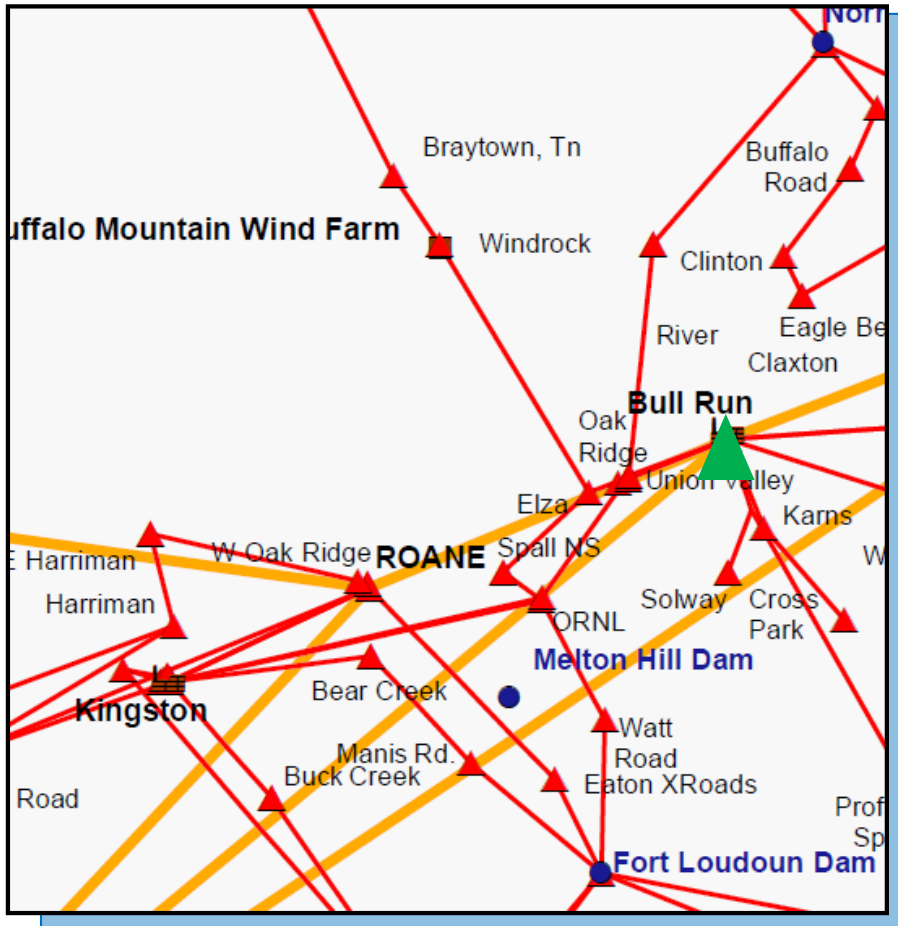 Norr
Braytown, Tn
Buffalo
Road
uffalo Mountain Wind Farm
Windrock
Clinton
River
Eagle Be
Claxton
Bull Run
Oak
Ridge
Union Valley
Elza
Karns
E Harriman
W Oak Ridge
ROANE
Spall NS
W
Harriman
Solway
Cross
Park
ORNL
Melton Hill Dam
Bear Creek
Kingston
Watt
Road
Manis Rd.
Buck Creek
Eaton XRoads
Road
Prof
Sp
Fort Loudoun Dam